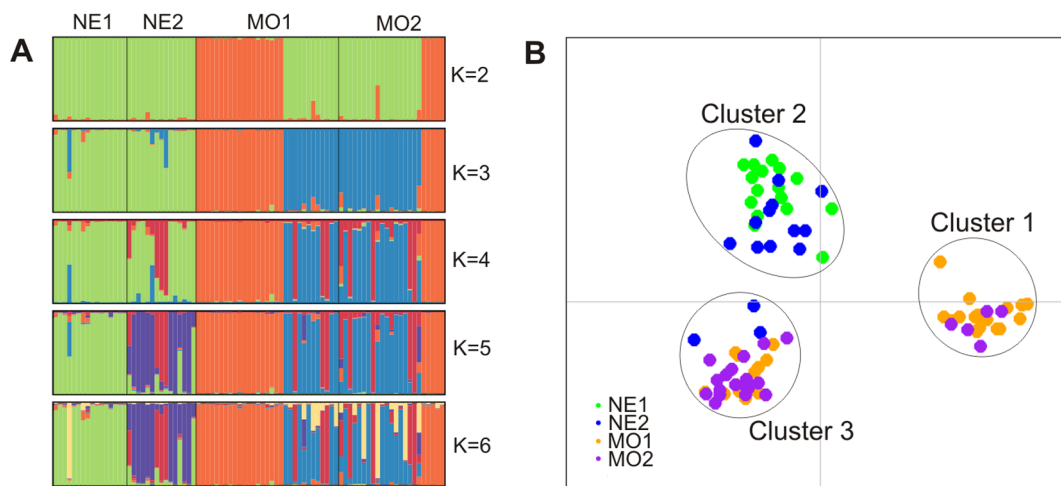 A
NE1 NE2 MO1 MO2
K=2
K=3
K=4
K=5
K=6
B
Cluster 2
Cluster 1
Cluster 3
NE1
NE2
MO1
MO2